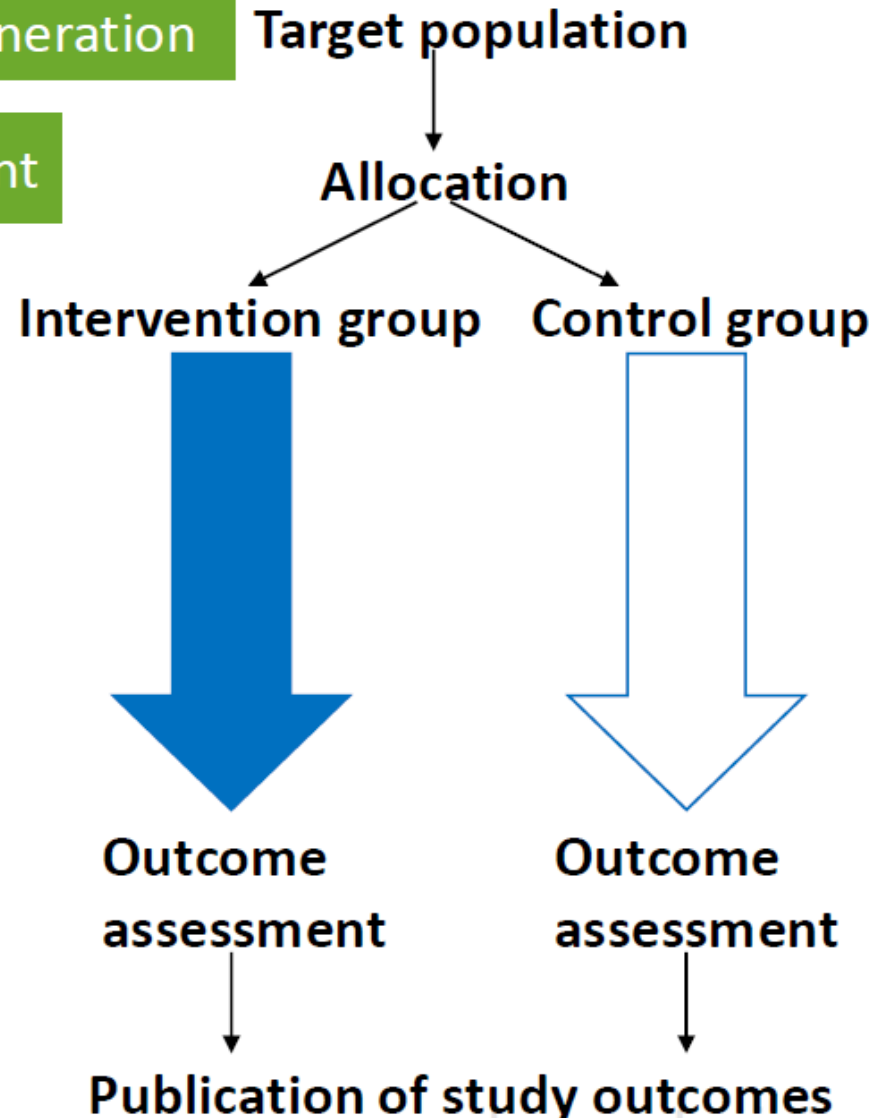 neration
Target population
nt
Allocation
Intervention group
Control group
Outcome
assessment
Outcome
assessment
Publication of study outcomes